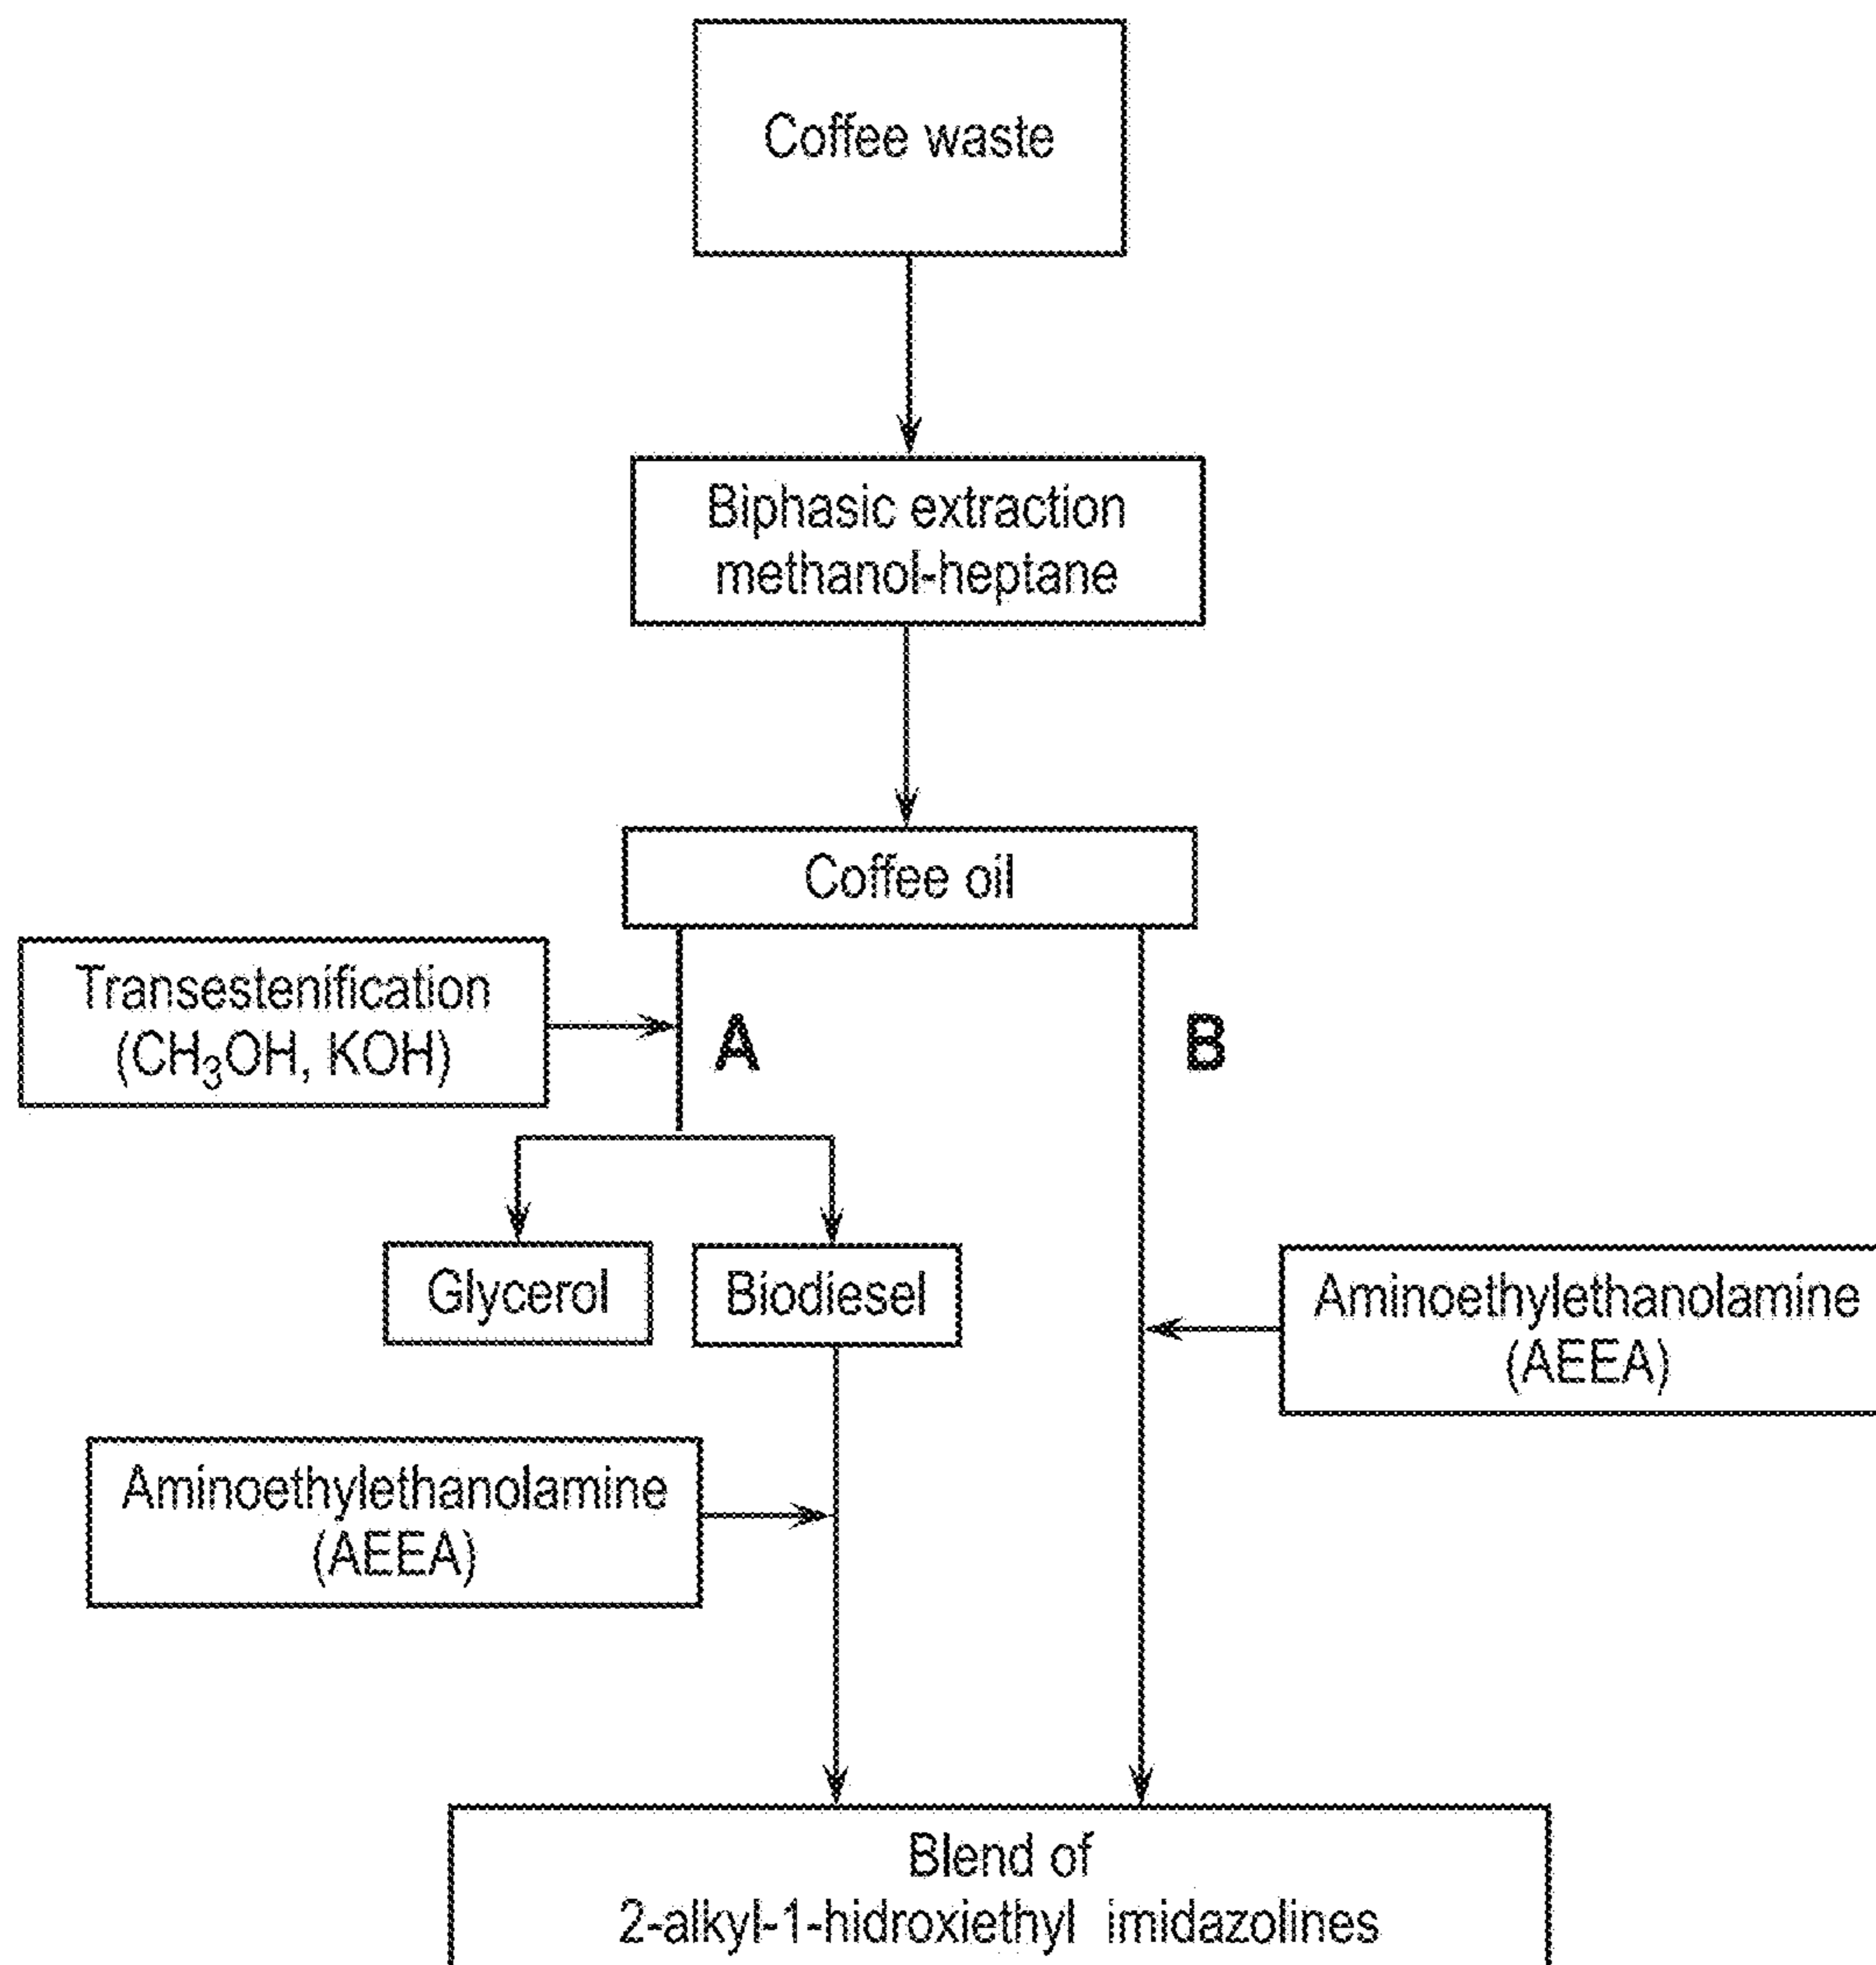 Coffee waste
Biphasic extraction
methanol-heptane
Coffee oil
Transestenification
(CH₃OH, KOH)
A
B
Glycerol
Biodiesel
Aminoethylethanolamine
(AEEA)
Aminoethylethanolamine
(AEEA)
Blend of
2-alkyl-1-hidroxiethyl imidazolines